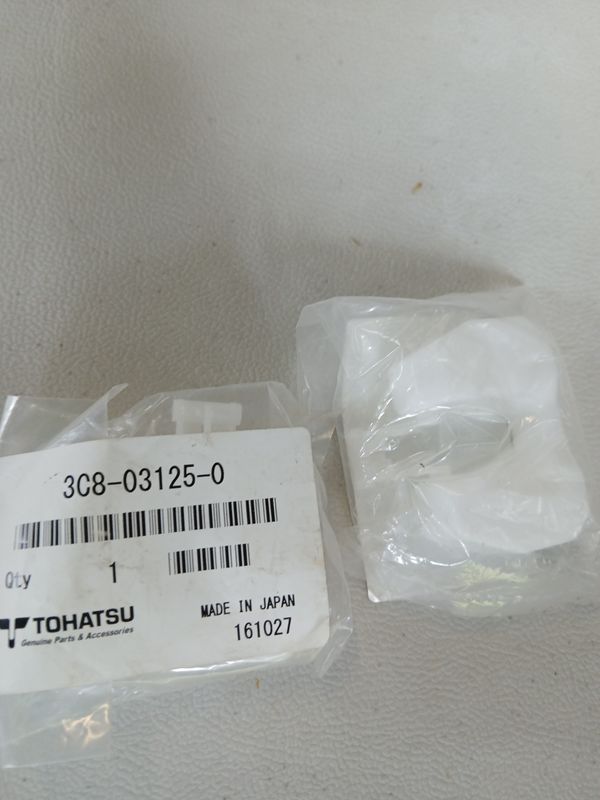 3C8-03125-0
Qty 1
TOHATSU
Genuine Parts & Accessories
MADE IN JAPAN
161027